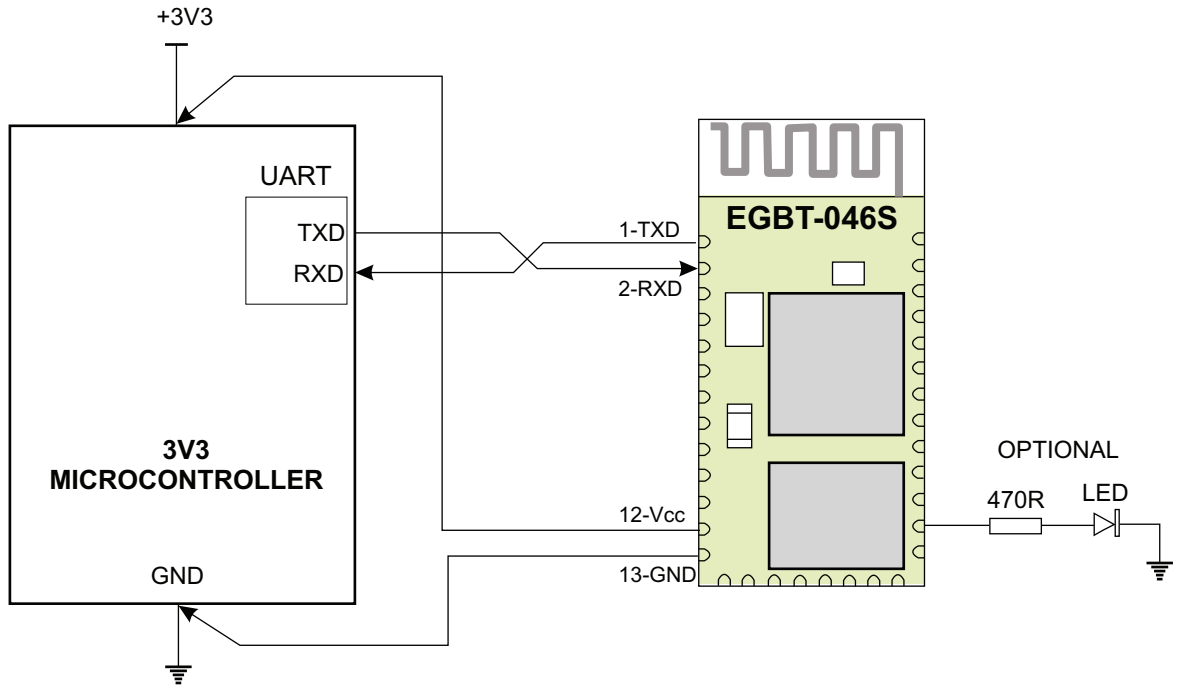 +3V3
UART
TXD
RXD
3V3
MICROCONTROLLER
GND
1-TXD
2-RXD
12-Vcc
13-GND
EGBT-046S
OPTIONAL
470R
LED